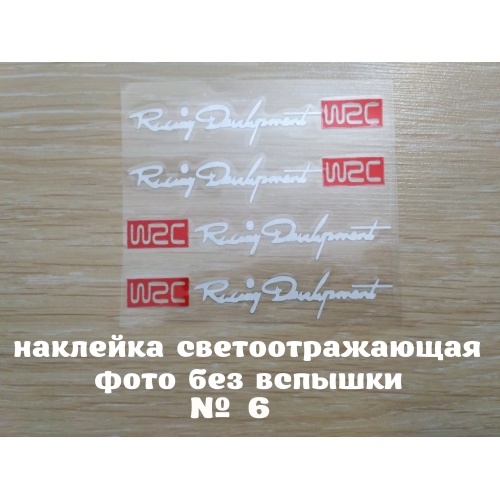 Racing Development WRC
Racing Development WRC
WRC Racing Development
WRC Racing Development
наклейка светоотражающая
фото без вспышки
№ 6